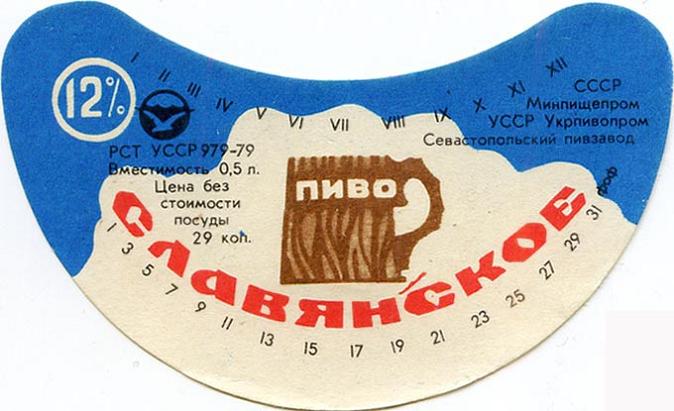 12%
I II III IV V VI VII VIII IX X XI XII
РСТ УССР 979-79
Вместимость 0,5 л.
Цена без
стоимости
посуды
29 коп.
СССР
Минпищепром
УССР Укрпивопром
Севастопольский пивзавод
ПИВО
СЛАВЯНСКОЕ
1 3 5 7 9 11 13 15 17 19 21 23 25 27 29 31